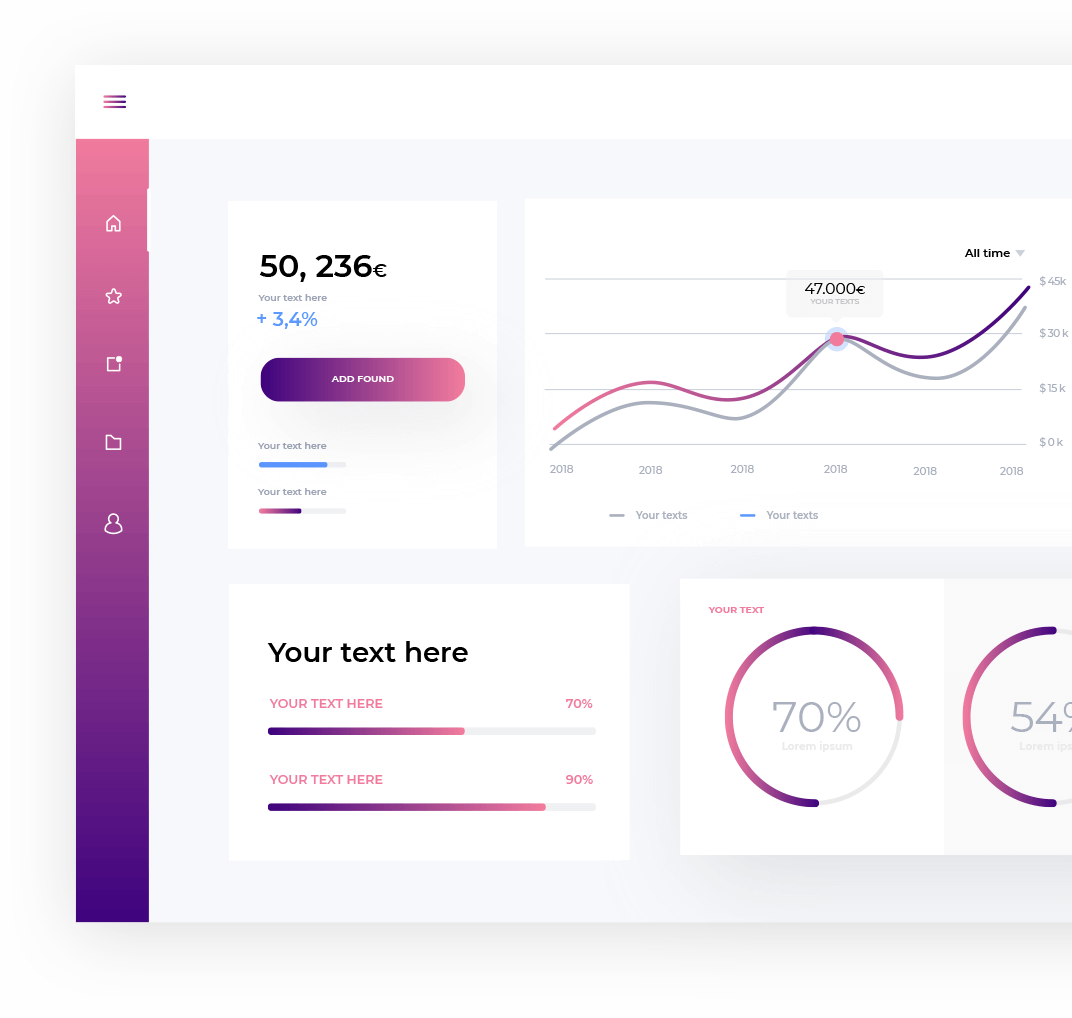 50, 236€
Your text here
+ 3,4%
ADD FOUND
Your text here
Your text here
All time
47.000€
YOUR TEXTS
$ 45k
$ 30 k
$ 15 k
$ 0 k
2018 2018 2018 2018 2018 2018
Your texts Your texts
Your text here
YOUR TEXT HERE 70%
YOUR TEXT HERE 90%
YOUR TEXT
70%
Lorem ipsum
54%
Lorem ips